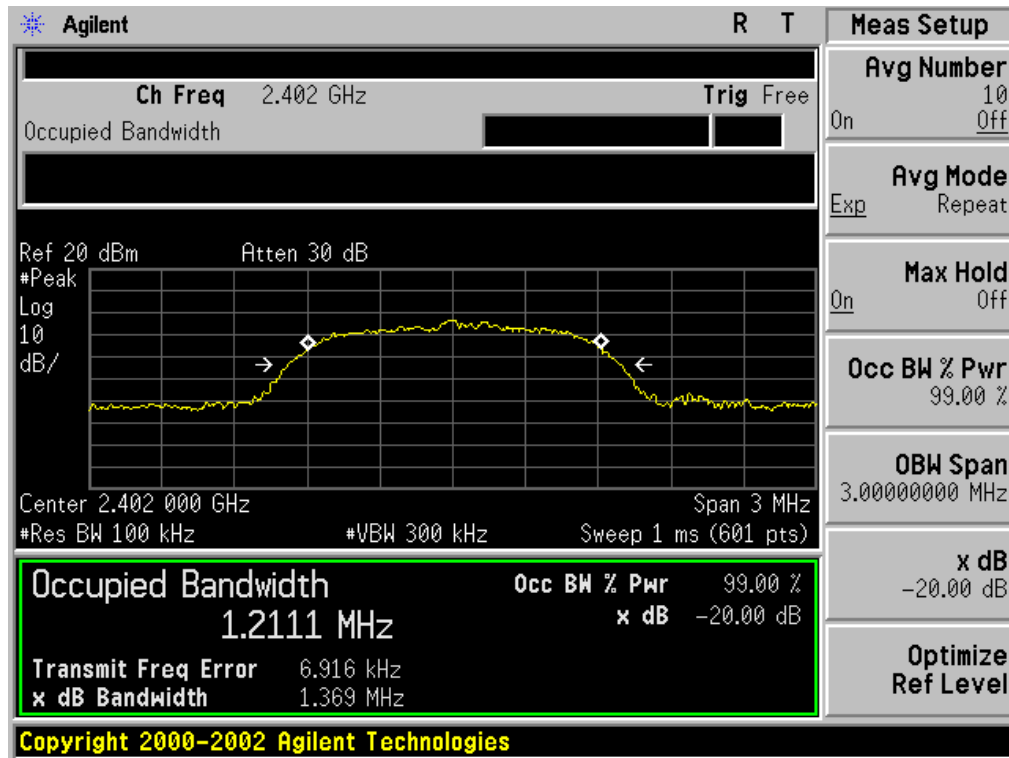 Agilent R T
Ch Freq 2.402 GHz Trig Free
Occupied Bandwidth
Ref 20 dBm Atten 30 dB
#Peak
Log
10
dB/
Center 2.402 000 GHz Span 3 MHz
#Res BW 100 kHz #VBW 300 kHz Sweep 1 ms (601 pts)
Occupied Bandwidth Occ BW % Pwr 99.00 %
1.2111 MHz x dB -20.00 dB
Transmit Freq Error 6.916 kHz
x dB Bandwidth 1.369 MHz
Copyright 2000-2002 Agilent Technologies
Meas Setup
Avg Number
10
On Off
Avg Mode
Exp Repeat
Max Hold
On Off
Occ BW % Pwr
99.00 %
OBW Span
3.00000000 MHz
x dB
-20.00 dB
Optimize
Ref Level